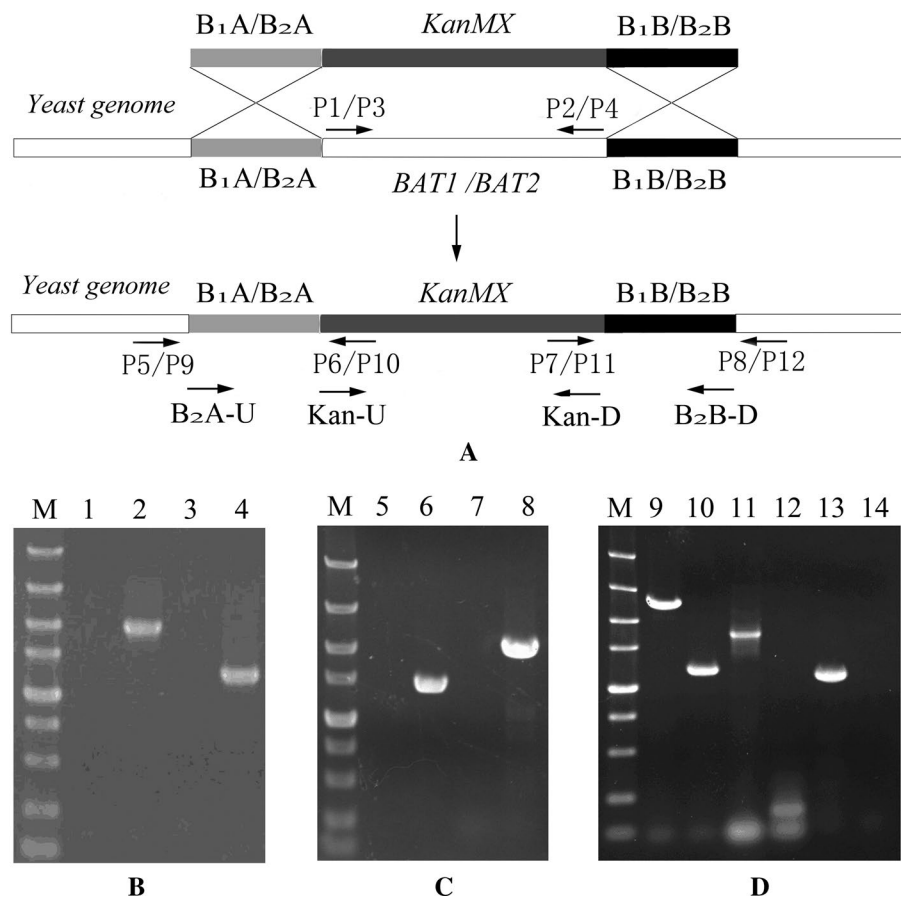 B₁A/B₂A KanMX B₁B/B₂B
Yeast genome P1/P3 P2/P4
B₁A/B₂A BAT1 /BAT2 B₁B/B₂B
Yeast genome B₁A/B₂A KanMX B₁B/B₂B
P5/P9 P6/P10 P7/P11 P8/P12
B₂A-U Kan-U Kan-D B₂B-D
A
M 1 2 3 4
M 5 6 7 8
M 9 10 11 12 13 14
B C D